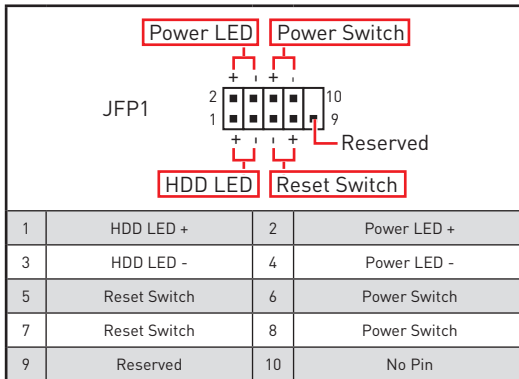 Power LED Power Switch
+ - + -
2 10
JFP1
1 9
+ - - +
Reserved
HDD LED Reset Switch
1 HDD LED + 2 Power LED +
3 HDD LED - 4 Power LED -
5 Reset Switch 6 Power Switch
7 Reset Switch 8 Power Switch
9 Reserved 10 No Pin